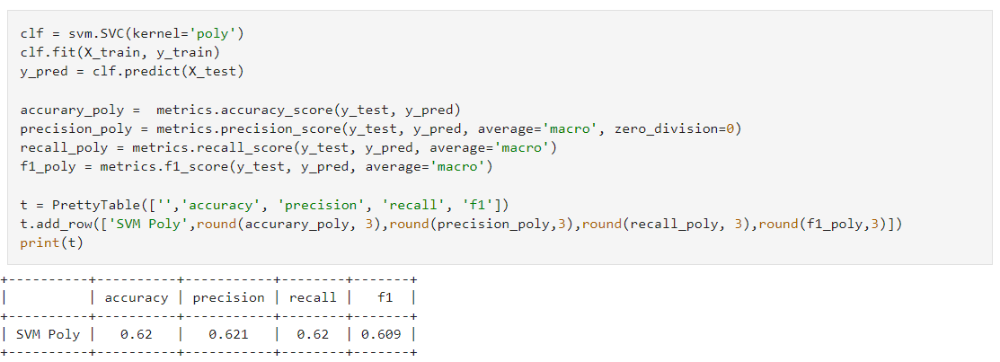 clf = svm.SVC(kernel='poly')
clf.fit(X_train, y_train)
y_pred = clf.predict(X_test)
accurary_poly =  metrics.accuracy_score(y_test, y_pred)
precision_poly = metrics.precision_score(y_test, y_pred, average='macro', zero_division=0)
recall_poly = metrics.recall_score(y_test, y_pred, average='macro')
f1_poly = metrics.f1_score(y_test, y_pred, average='macro')
t = PrettyTable(['','accuracy', 'precision', 'recall', 'f1'])
t.add_row(['SVM Poly',round(accurary_poly, 3),round(precision_poly,3),round(recall_poly, 3),round(f1_poly,3)])
print(t)
+----------+----------+-----------+--------+-------+
|          | accuracy | precision | recall |   f1  |
+----------+----------+-----------+--------+-------+
| SVM Poly |   0.62   |   0.621   |  0.62  | 0.609 |
+----------+----------+-----------+--------+-------+